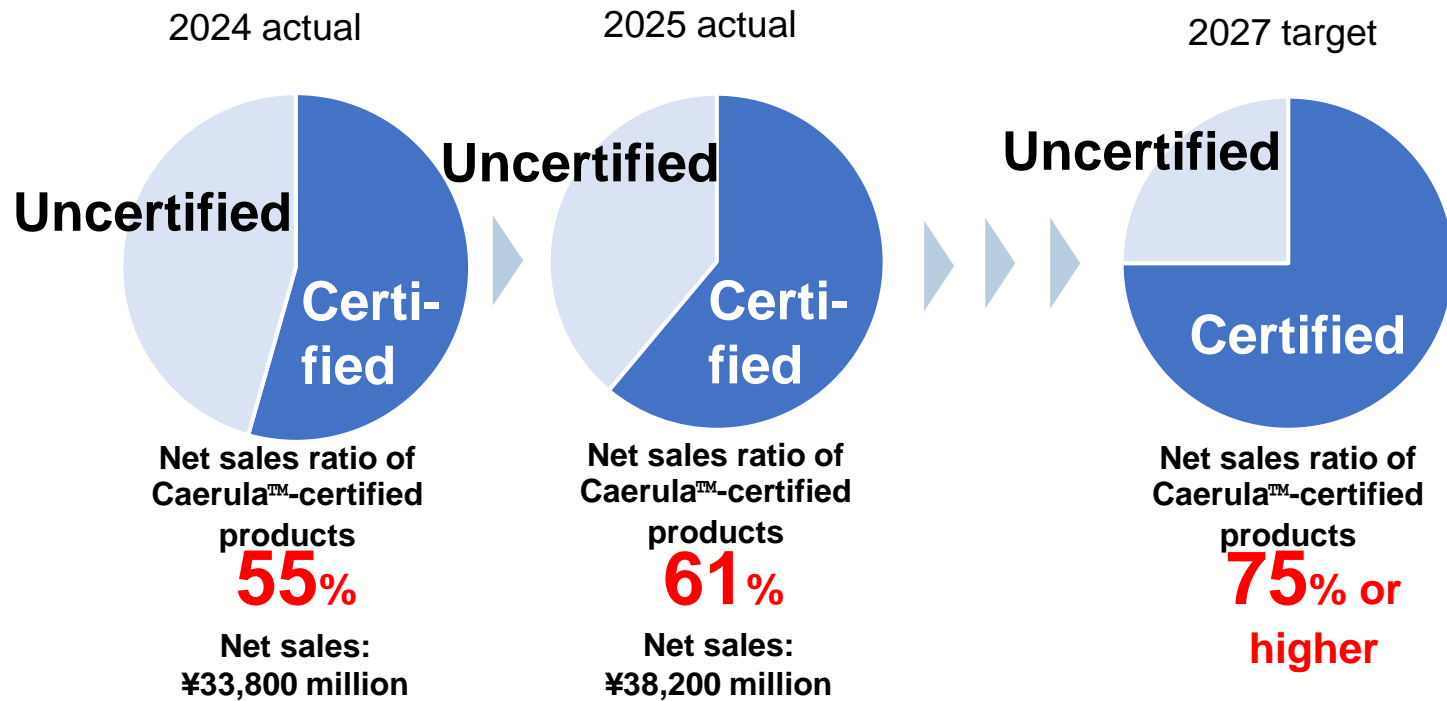 2024 actual
Uncertified
Certi-
fied
Net sales ratio of
Caerula™-certified
products
55%
Net sales:
¥33,800 million
2025 actual
Uncertified
Certi-
fied
Net sales ratio of
Caerula™-certified
products
61%
Net sales:
¥38,200 million
2027 target
Uncertified
Certified
Net sales ratio of
Caerula™-certified
products
75% or
higher